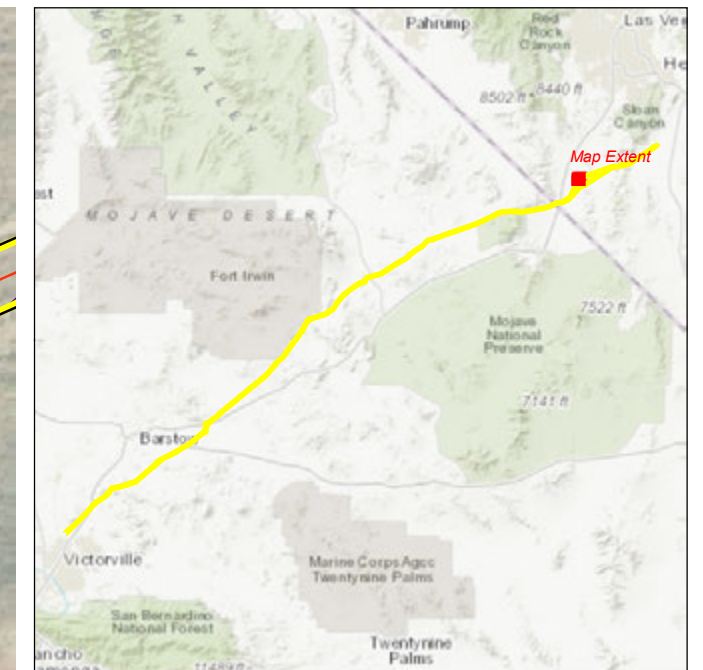 Pahrump
Red
Rock
Canyon
Las Ve
He
8502 ft
8440 ft
Sloan
Canyon
VALLEY
Map Extent
MOJAVE DESERT
Fort Irwin
7522 ft
Mojave
National
Preserve
7141 ft
Barstow
Victorville
Marine Corps Agcc
Twentynine Palms
San Bernardino
National Forest
Twentynine
Palms
ancho
11489 ft